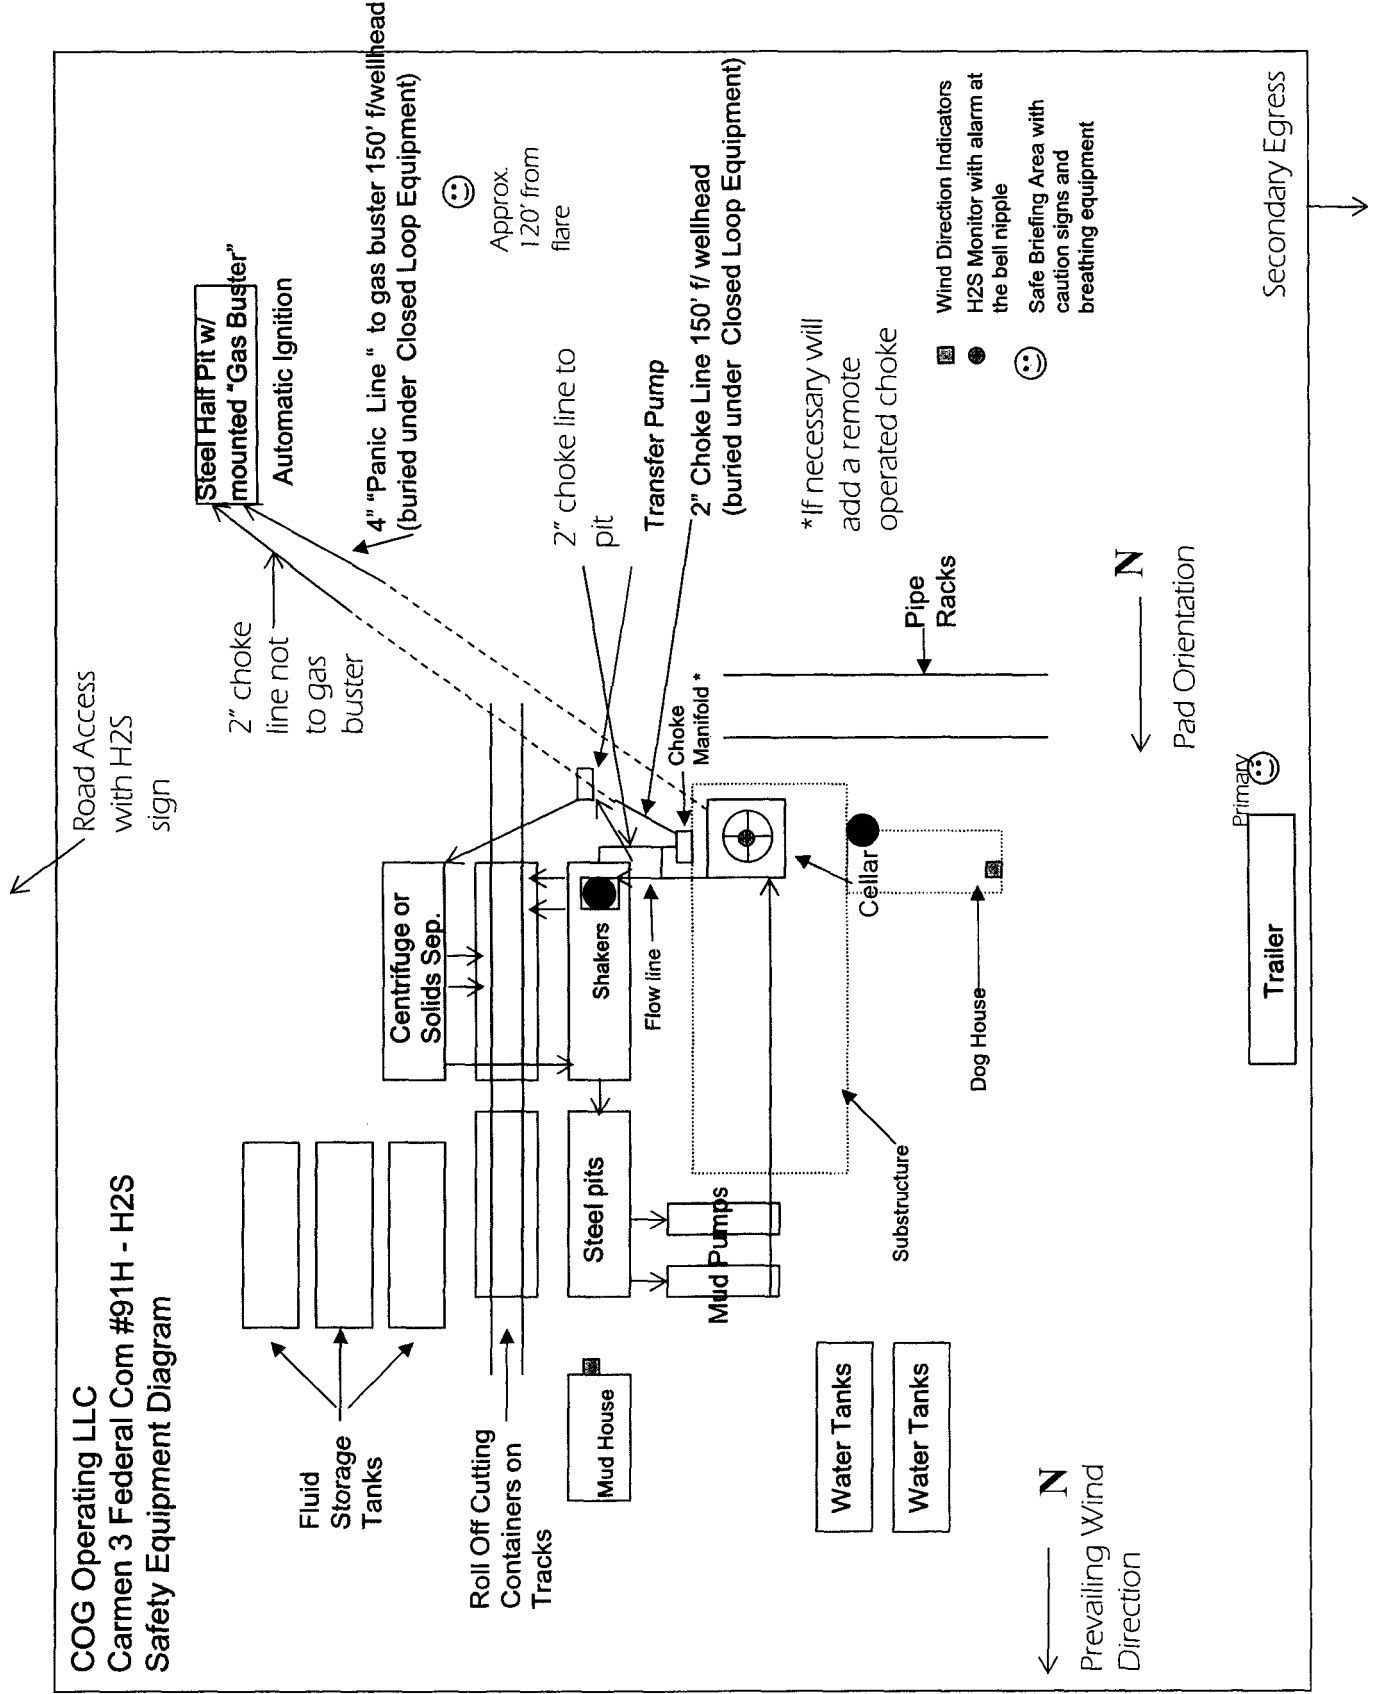 COG Operating LLC
Carmen 3 Federal Com #91H - H2S
Safety Equipment Diagram
Road Access
with H2S
sign
Steel Half Pit w/
mounted "Gas Buster"
Automatic Ignition
4" "Panic Line " to gas buster 150' f/wellhead
(buried under Closed Loop Equipment)
2" choke
line not
to gas
buster
Approx.
120' from
flare
Fluid
Storage
Tanks
Centrifuge or
Solids Sep.
2" choke line to
pit
Transfer Pump
2" Choke Line 150' f/ wellhead
(buried under Closed Loop Equipment)
Roll Off Cutting
Containers on
Tracks
Mud House
Steel pits
Shakers
Flow line
Choke
Manifold *
*If necessary will
add a remote
operated choke
Mud Pumps
Water Tanks
Water Tanks
Substructure
Cellar
Dog House
Pipe
Racks
Wind Direction Indicators
H2S Monitor with alarm at
the bell nipple
Safe Briefing Area with
caution signs and
breathing equipment
N
Prevailing Wind
Direction
N
Pad Orientation
Primary
Trailer
Secondary Egress